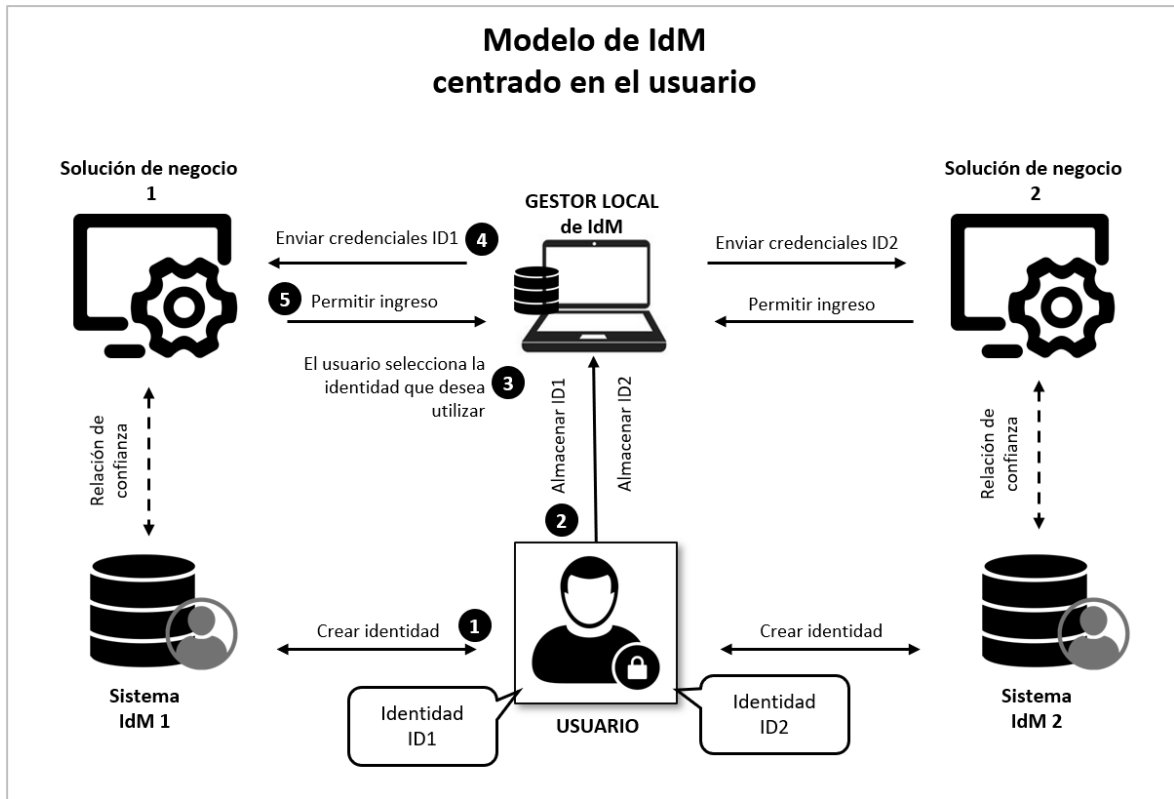 Modelo de IdM
centrado en el usuario
Solución de negocio
1
GESTOR LOCAL
de IdM
Solución de negocio
2
Enviar credenciales ID1
4
Enviar credenciales ID2
5
Permitir ingreso
Permitir ingreso
El usuario selecciona la
identidad que desea
utilizar
3
Almacenar ID1
Almacenar ID2
Relación de
confianza
Relación de
confianza
2
Crear identidad
1
Crear identidad
Sistema
IdM 1
Identidad
ID1
USUARIO
Identidad
ID2
Sistema
IdM 2